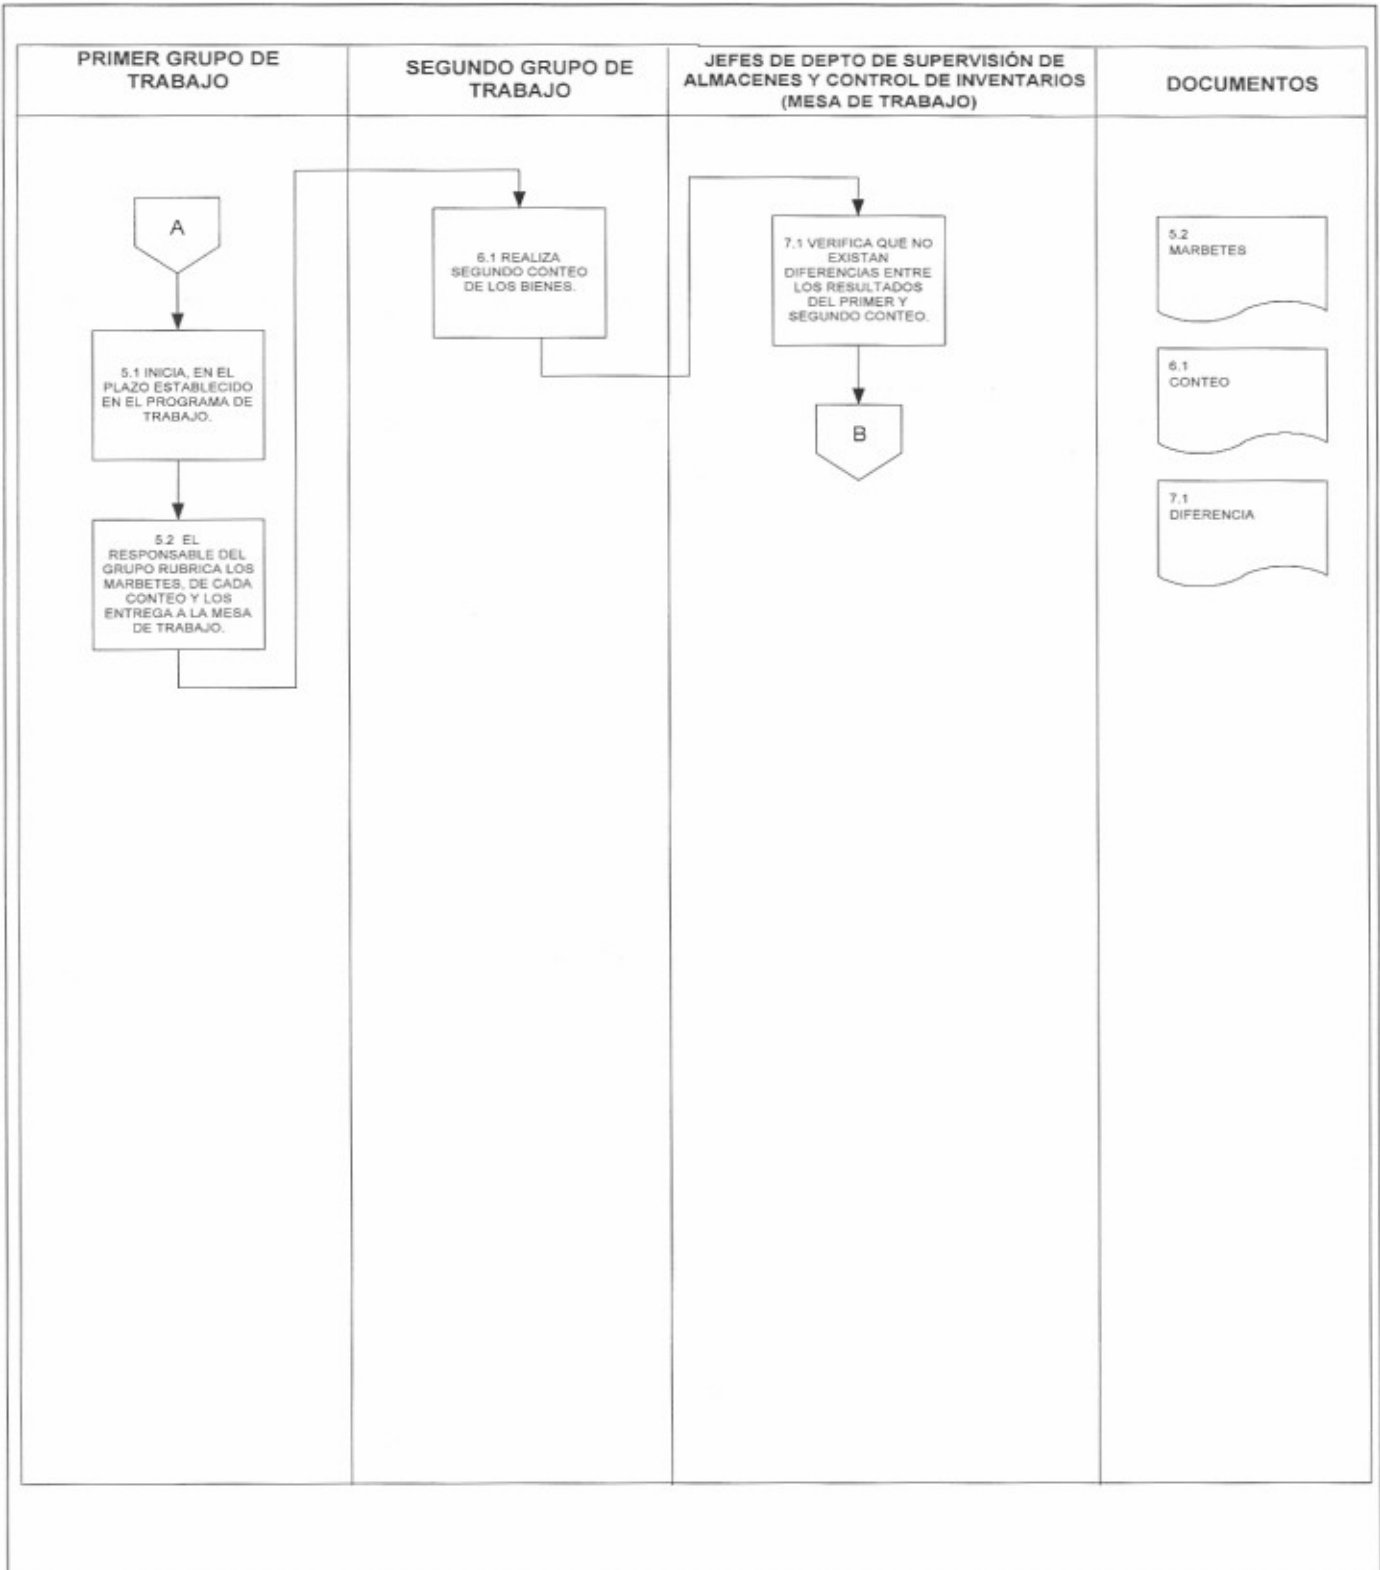 PRIMER GRUPO DE
TRABAJO
SEGUNDO GRUPO DE
TRABAJO
JEFES DE DEPTO DE SUPERVISIÓN DE
ALMACENES Y CONTROL DE INVENTARIOS
(MESA DE TRABAJO)
DOCUMENTOS
A
5.1 INICIA, EN EL
PLAZO ESTABLECIDO
EN EL PROGRAMA DE
TRABAJO.
5.2 EL
RESPONSABLE DEL
GRUPO RUBRICA LOS
MARBETES, DE CADA
CONTEO Y LOS
ENTREGA A LA MESA
DE TRABAJO.
6.1 REALIZA
SEGUNDO CONTEO
DE LOS BIENES.
7.1 VERIFICA QUE NO
EXISTAN
DIFERENCIAS ENTRE
LOS RESULTADOS
DEL PRIMER Y
SEGUNDO CONTEO.
B
5.2
MARBETES
6.1
CONTEO
7.1
DIFERENCIA